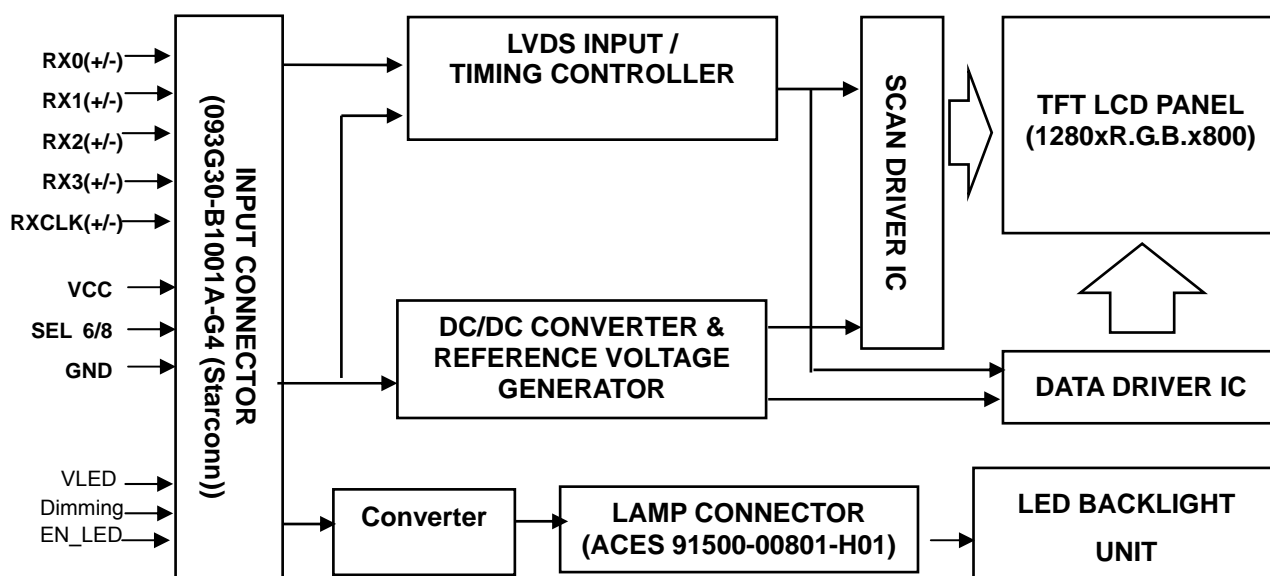 RX0(+/-)
RX1(+/-)
RX2(+/-)
RX3(+/-)
RXCLK(+/-)
VCC
SEL 6/8
GND
VLED
Dimming
EN_LED
INPUT CONNECTOR
(093G30-B1001A-G4 (Starconn))
LVDS INPUT /
TIMING CONTROLLER
DC/DC CONVERTER &
REFERENCE VOLTAGE
GENERATOR
Converter
LAMP CONNECTOR
(ACES 91500-00801-H01)
SCAN DRIVER IC
TFT LCD PANEL
(1280xR.G.B.x800)
DATA DRIVER IC
LED BACKLIGHT
UNIT